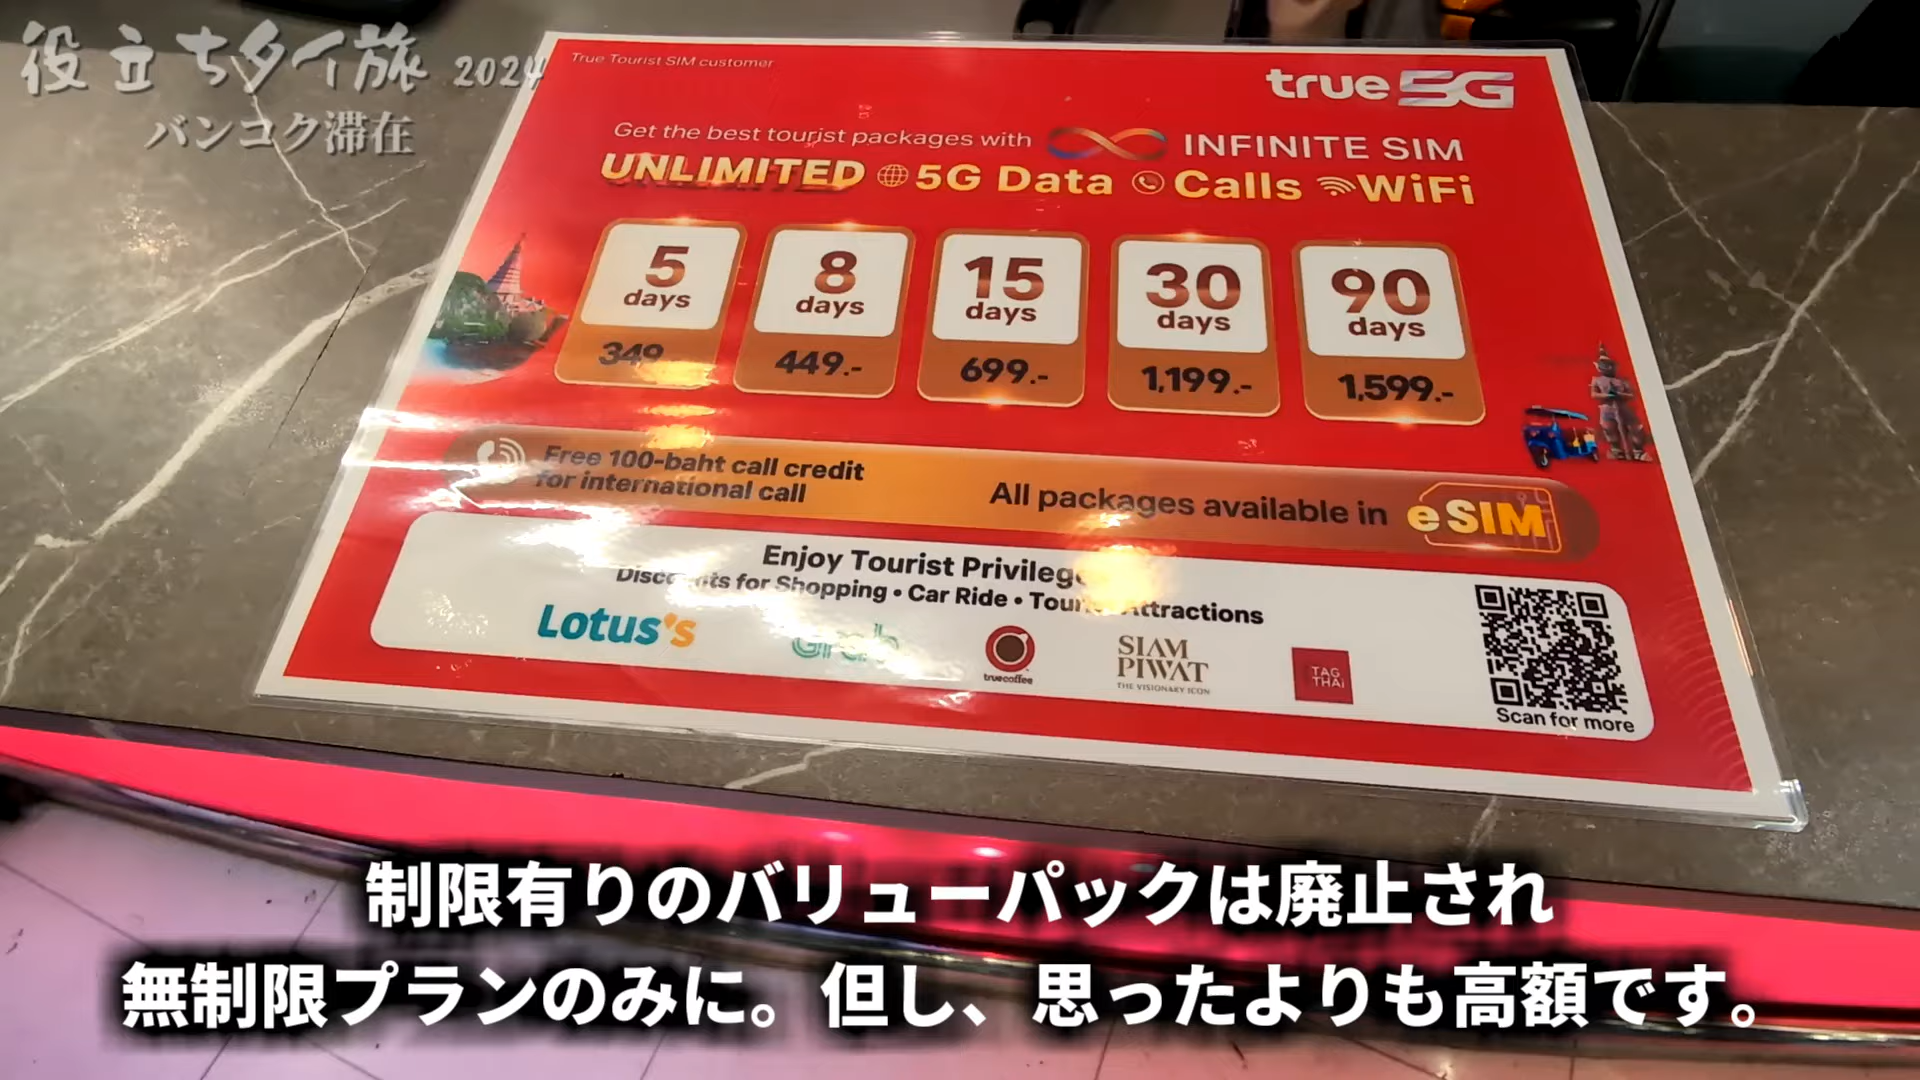 役立ちタイ旅 2024
バンコク滞在
True Tourist SIM customer
true 5G
Get the best tourist packages with INFINITE SIM
UNLIMITED 5G Data Calls WiFi
5 days
349
8 days
449.-
15 days
699.-
30 days
1,199.-
90 days
1,599.-
Free 100-baht call credit
for international call
All packages available in eSIM
Enjoy Tourist
for Shopping • Car Ride •
Lotus's
Grab
truecoffee
SIAM
PIWAT
THE VISIONARY ICON
TAG
THAi
Scan for more
制限有りのバリューパックは廃止され
無制限プランのみに。但し、思ったよりも高額です。